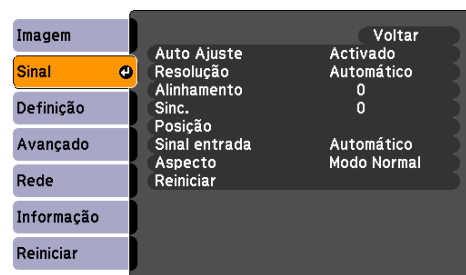 Imagem
Sinal
Definição
Avançado
Rede
Informação
Reiniciar
Voltar
Auto Ajuste Activado
Resolução Automático
Alinhamento 0
Sinc. 0
Posição
Sinal entrada Automático
Aspecto Modo Normal
Reiniciar